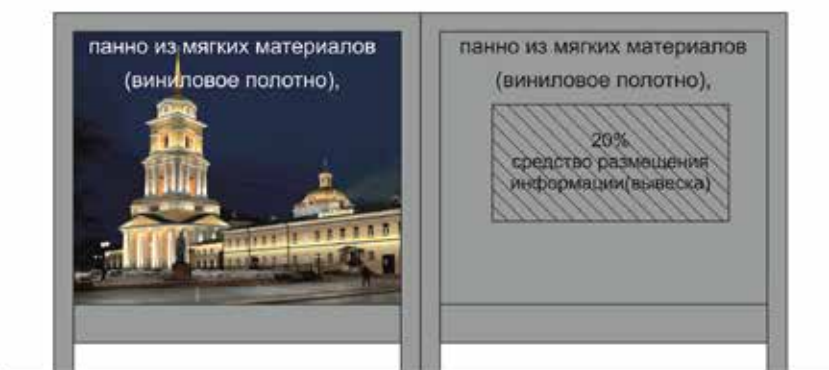 панно из мягких материалов
(виниловое полотно),
панно из мягких материалов
(виниловое полотно),
20%
средство размещения
информации(вывеска)